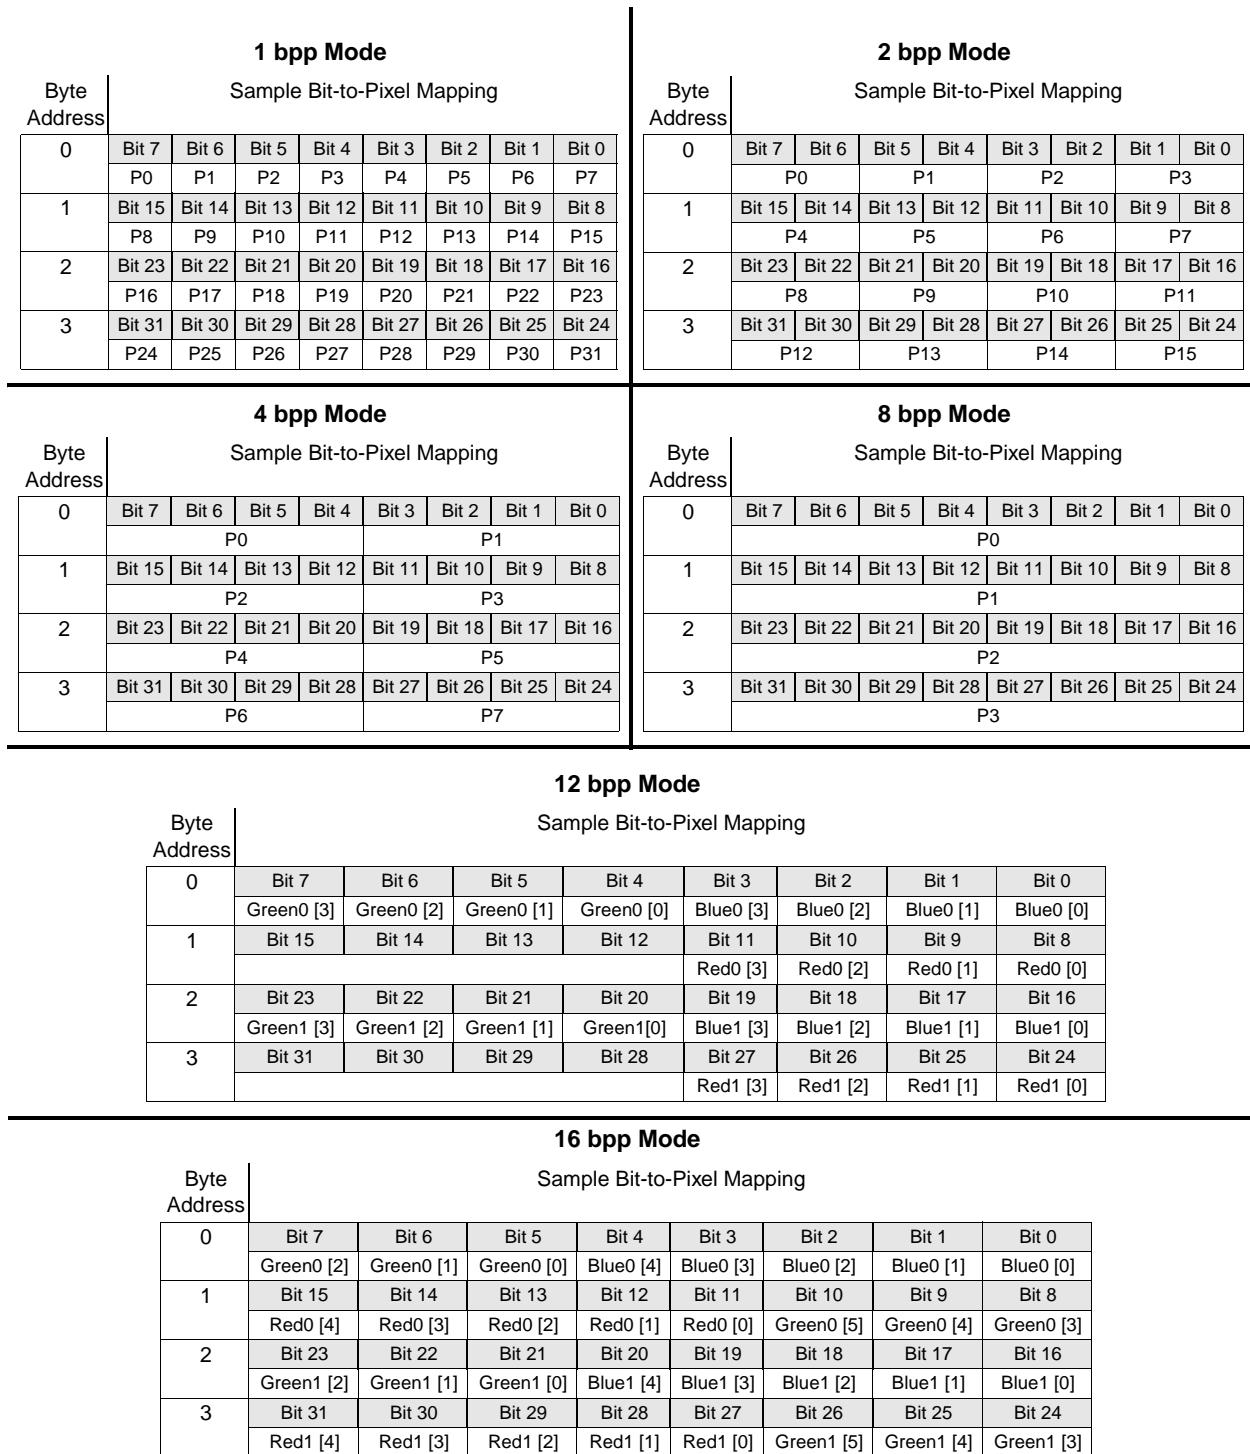 1 bpp Mode
Byte Address Sample Bit-to-Pixel Mapping
0 Bit 7 Bit 6 Bit 5 Bit 4 Bit 3 Bit 2 Bit 1 Bit 0
P0 P1 P2 P3 P4 P5 P6 P7
1 Bit 15 Bit 14 Bit 13 Bit 12 Bit 11 Bit 10 Bit 9 Bit 8
P8 P9 P10 P11 P12 P13 P14 P15
2 Bit 23 Bit 22 Bit 21 Bit 20 Bit 19 Bit 18 Bit 17 Bit 16
P16 P17 P18 P19 P20 P21 P22 P23
3 Bit 31 Bit 30 Bit 29 Bit 28 Bit 27 Bit 26 Bit 25 Bit 24
P24 P25 P26 P27 P28 P29 P30 P31
2 bpp Mode
Byte Address Sample Bit-to-Pixel Mapping
0 Bit 7 Bit 6 Bit 5 Bit 4 Bit 3 Bit 2 Bit 1 Bit 0
P0 P1 P2 P3
1 Bit 15 Bit 14 Bit 13 Bit 12 Bit 11 Bit 10 Bit 9 Bit 8
P4 P5 P6 P7
2 Bit 23 Bit 22 Bit 21 Bit 20 Bit 19 Bit 18 Bit 17 Bit 16
P8 P9 P10 P11
3 Bit 31 Bit 30 Bit 29 Bit 28 Bit 27 Bit 26 Bit 25 Bit 24
P12 P13 P14 P15
4 bpp Mode
Byte Address Sample Bit-to-Pixel Mapping
0 Bit 7 Bit 6 Bit 5 Bit 4 Bit 3 Bit 2 Bit 1 Bit 0
P0 P1
1 Bit 15 Bit 14 Bit 13 Bit 12 Bit 11 Bit 10 Bit 9 Bit 8
P2 P3
2 Bit 23 Bit 22 Bit 21 Bit 20 Bit 19 Bit 18 Bit 17 Bit 16
P4 P5
3 Bit 31 Bit 30 Bit 29 Bit 28 Bit 27 Bit 26 Bit 25 Bit 24
P6 P7
8 bpp Mode
Byte Address Sample Bit-to-Pixel Mapping
0 Bit 7 Bit 6 Bit 5 Bit 4 Bit 3 Bit 2 Bit 1 Bit 0
P0
1 Bit 15 Bit 14 Bit 13 Bit 12 Bit 11 Bit 10 Bit 9 Bit 8
P1
2 Bit 23 Bit 22 Bit 21 Bit 20 Bit 19 Bit 18 Bit 17 Bit 16
P2
3 Bit 31 Bit 30 Bit 29 Bit 28 Bit 27 Bit 26 Bit 25 Bit 24
P3
12 bpp Mode
Byte Address Sample Bit-to-Pixel Mapping
0 Bit 7 Bit 6 Bit 5 Bit 4 Bit 3 Bit 2 Bit 1 Bit 0
Green0 [3] Green0 [2] Green0 [1] Green0 [0] Blue0 [3] Blue0 [2] Blue0 [1] Blue0 [0]
1 Bit 15 Bit 14 Bit 13 Bit 12 Bit 11 Bit 10 Bit 9 Bit 8
Red0 [3] Red0 [2] Red0 [1] Red0 [0]
2 Bit 23 Bit 22 Bit 21 Bit 20 Bit 19 Bit 18 Bit 17 Bit 16
Green1 [3] Green1 [2] Green1 [1] Green1[0] Blue1 [3] Blue1 [2] Blue1 [1] Blue1 [0]
3 Bit 31 Bit 30 Bit 29 Bit 28 Bit 27 Bit 26 Bit 25 Bit 24
Red1 [3] Red1 [2] Red1 [1] Red1 [0]
16 bpp Mode
Byte Address Sample Bit-to-Pixel Mapping
0 Bit 7 Bit 6 Bit 5 Bit 4 Bit 3 Bit 2 Bit 1 Bit 0
Green0 [2] Green0 [1] Green0 [0] Blue0 [4] Blue0 [3] Blue0 [2] Blue0 [1] Blue0 [0]
1 Bit 15 Bit 14 Bit 13 Bit 12 Bit 11 Bit 10 Bit 9 Bit 8
Red0 [4] Red0 [3] Red0 [2] Red0 [1] Red0 [0] Green0 [5] Green0 [4] Green0 [3]
2 Bit 23 Bit 22 Bit 21 Bit 20 Bit 19 Bit 18 Bit 17 Bit 16
Green1 [2] Green1 [1] Green1 [0] Blue1 [4] Blue1 [3] Blue1 [2] Blue1 [1] Blue1 [0]
3 Bit 31 Bit 30 Bit 29 Bit 28 Bit 27 Bit 26 Bit 25 Bit 24
Red1 [4] Red1 [3] Red1 [2] Red1 [1] Red1 [0] Green1 [5] Green1 [4] Green1 [3]